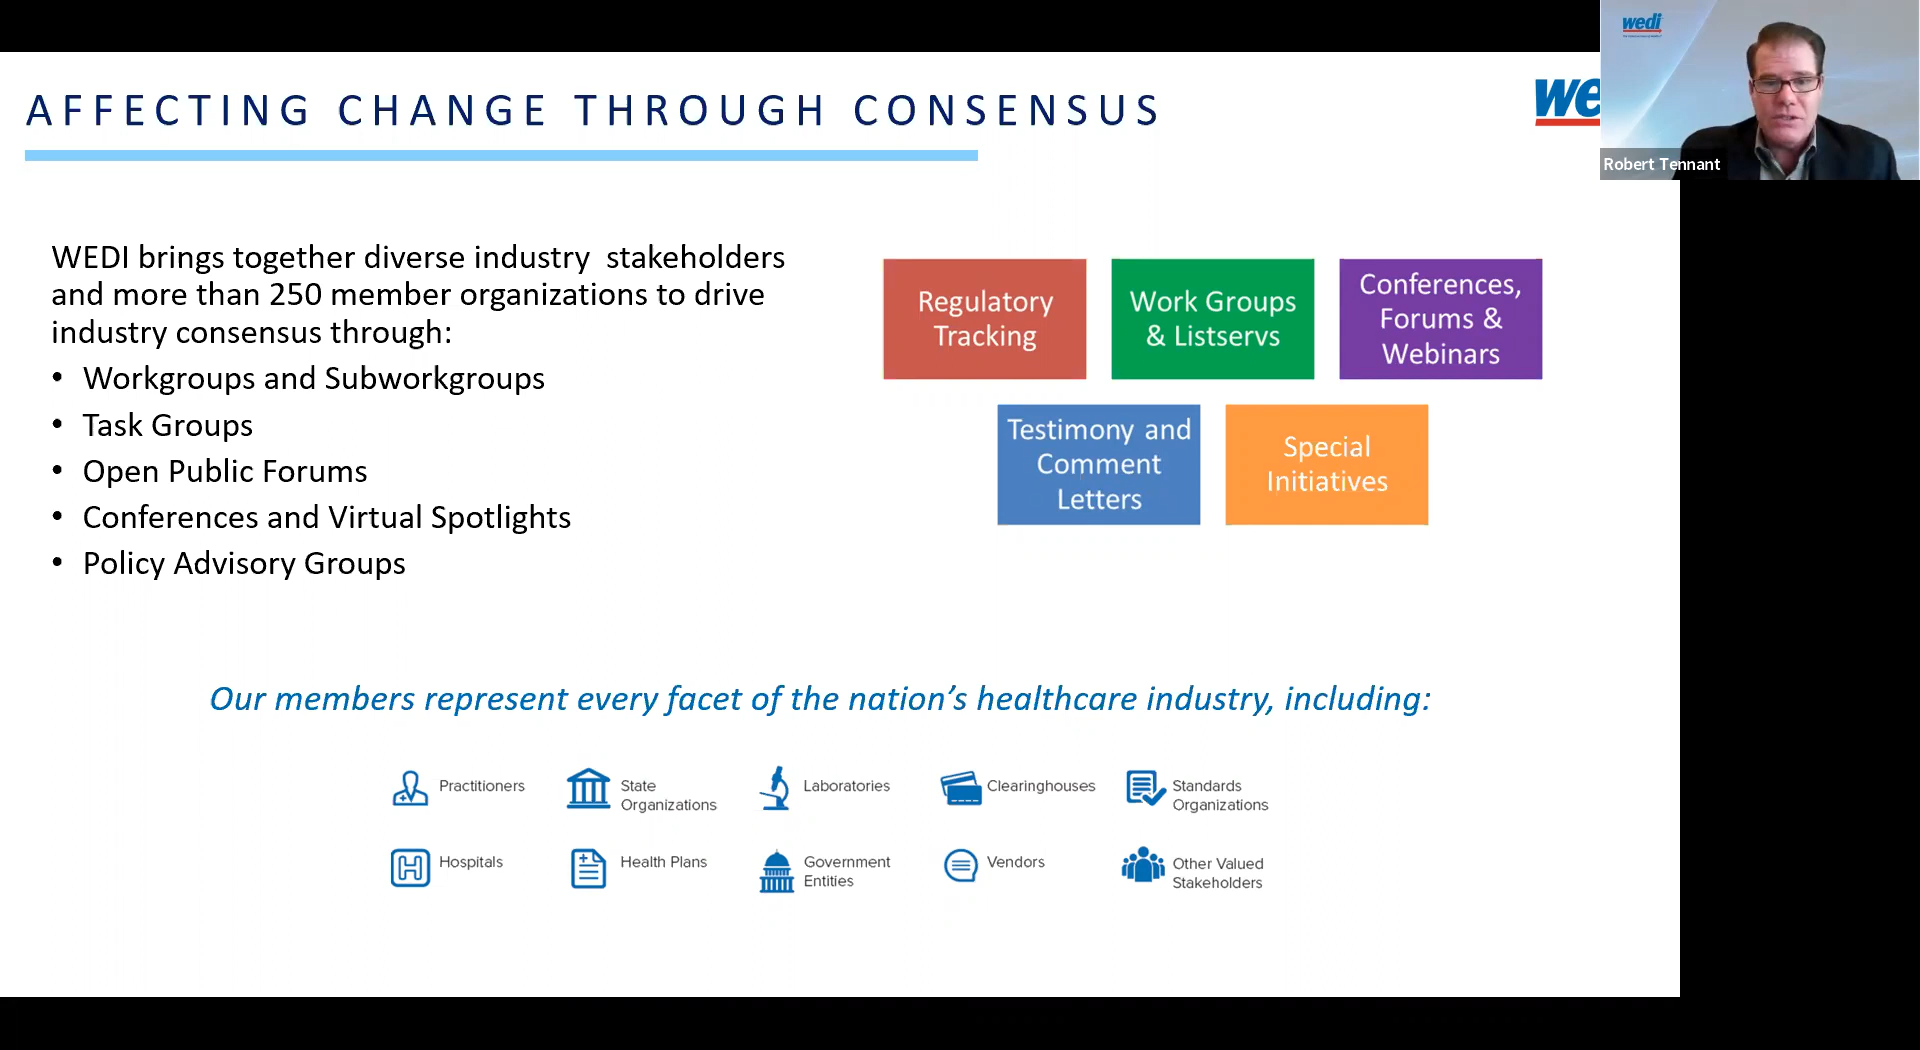 AFFECTING CHANGE THROUGH CONSENSUS
we
wedi
Robert Tennant
WEDI brings together diverse industry stakeholders
and more than 250 member organizations to drive
industry consensus through:
• Workgroups and Subworkgroups
• Task Groups
• Open Public Forums
• Conferences and Virtual Spotlights
• Policy Advisory Groups
Regulatory
Tracking
Work Groups
& Listservs
Conferences,
Forums &
Webinars
Testimony and
Comment
Letters
Special
Initiatives
Our members represent every facet of the nation’s healthcare industry, including:
Practitioners
State
Organizations
Laboratories
Clearinghouses
Standards
Organizations
Hospitals
Health Plans
Government
Entities
Vendors
Other Valued
Stakeholders